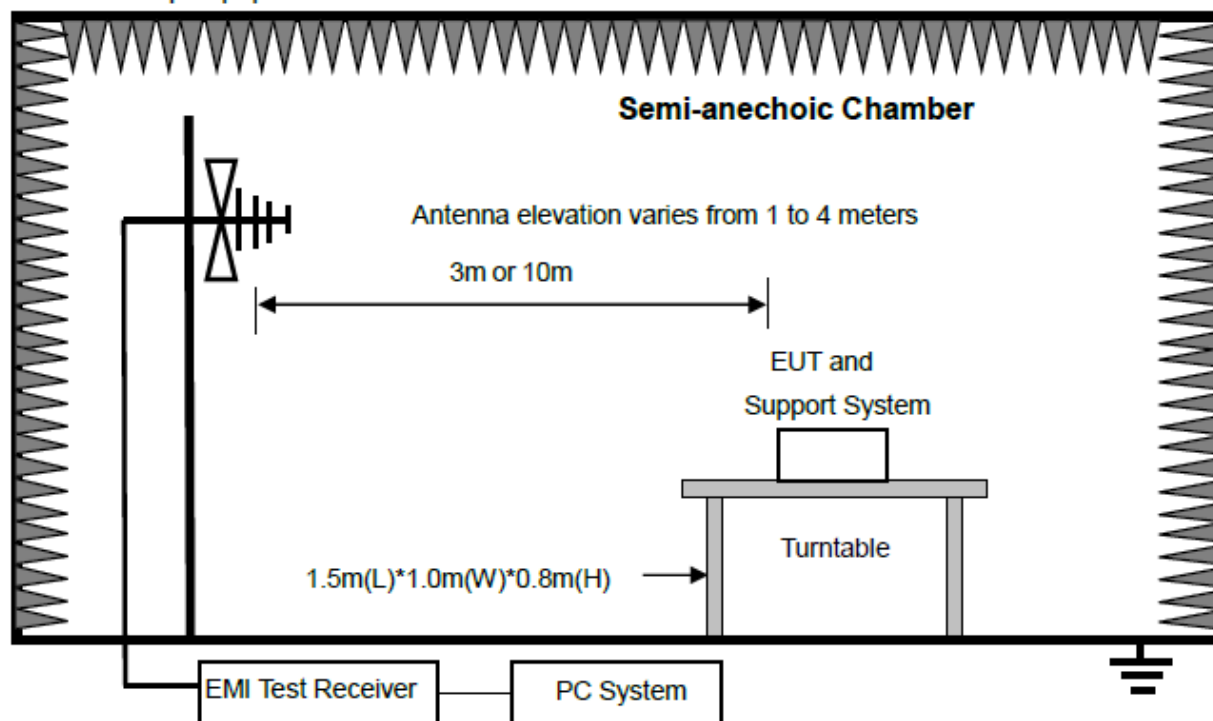 Semi-anechoic Chamber
Antenna elevation varies from 1 to 4 meters
3m or 10m
EUT and
Support System
Turntable
1.5m(L)*1.0m(W)*0.8m(H)
EMI Test Receiver
PC System